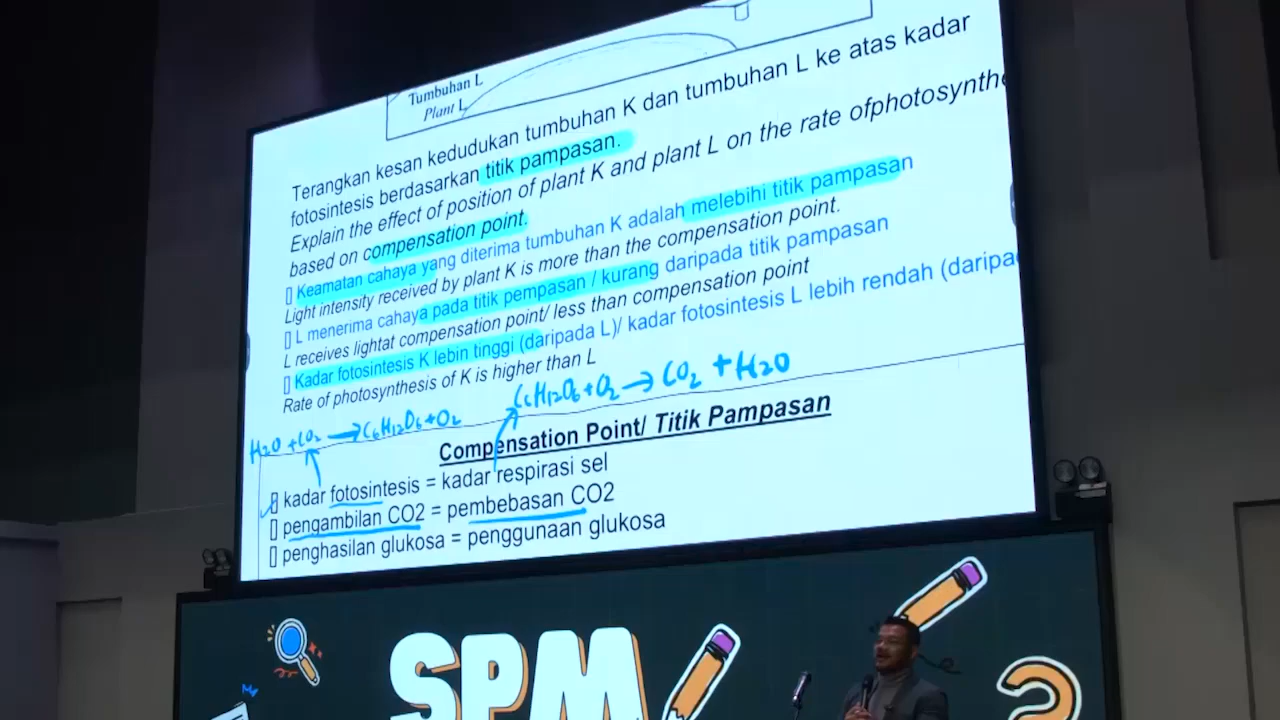 Tumbuhan L
Plant L
Terangkan kesan kedudukan tumbuhan K dan tumbuhan L ke atas kadar
fotosintesis berdasarkan titik pampasan.
Explain the effect of position of plant K and plant L on the rate ofphotosynthe
based on compensation point.
▯ Keamatan cahaya yang diterima tumbuhan K adalah melebihi titik pampasan
Light intensity received by plant K is more than the compensation point.
▯ L menerima cahaya pada titik pempasan / kurang daripada titik pampasan
L receives lightat compensation point/ less than compensation point
▯ Kadar fotosintesis K lebin tinggi (daripada L)/ kadar fotosintesis L lebih rendah (daripa
Rate of photosynthesis of K is higher than L
C6H12O6 + O2 → CO2 + H2O
H2O + CO2 → C6H12O6 + O2
Compensation Point/ Titik Pampasan
▯ kadar fotosintesis = kadar respirasi sel
▯ pengambilan CO2 = pembebasan CO2
▯ penghasilan glukosa = penggunaan glukosa
SPM